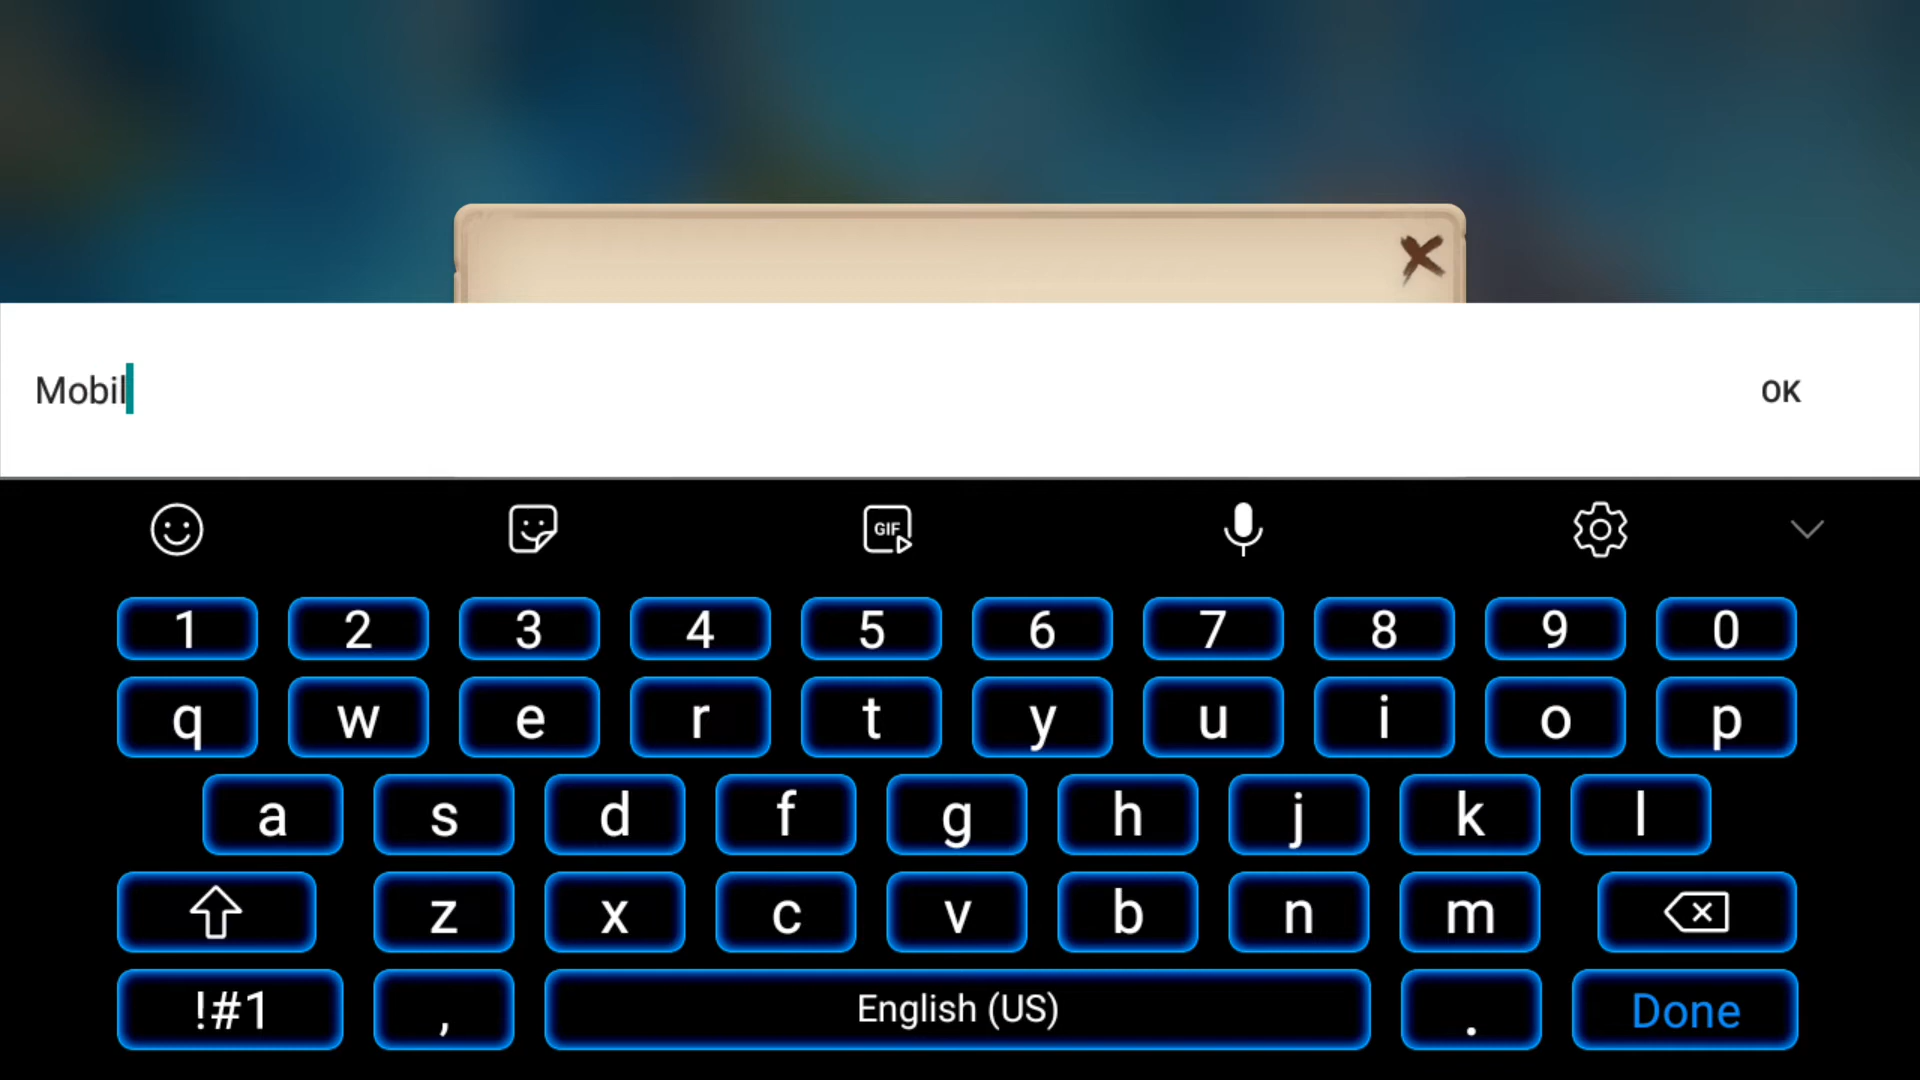 Mobil
OK
GIF
1 2 3 4 5 6 7 8 9 0
q w e r t y u i o p
a s d f g h j k l
z x c v b n m
!#1 , English (US) . Done